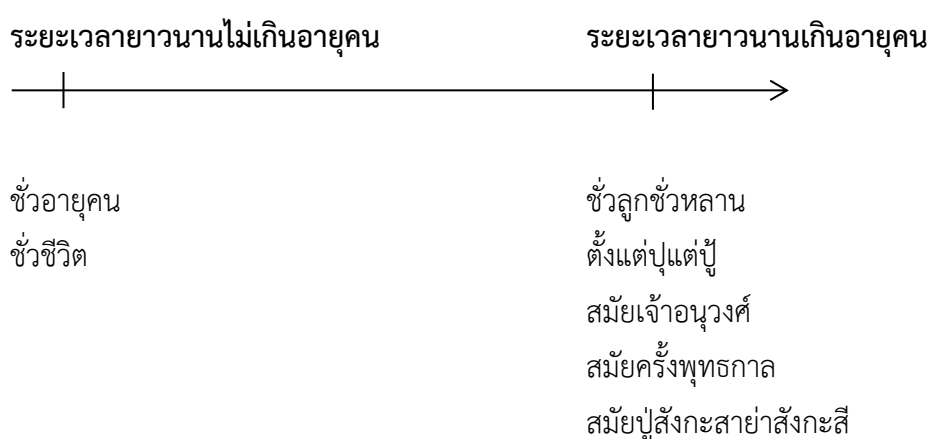 ระยะเวลายาวนานไม่เกินอายุคน
ระยะเวลายาวนานเกินอายุคน
ชั่วอายุคน
ชั่วชีวิต
ชั่วลูกชั่วหลาน
ตั้งแต่ปุแต่ปู้
สมัยเจ้าอนุวงศ์
สมัยครั้งพุทธกาล
สมัยปู่สังกะสาย่าสังกะสี